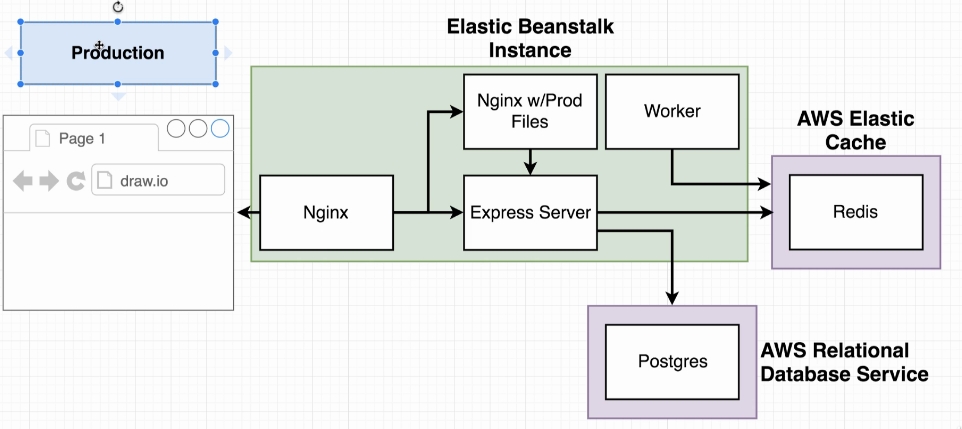 Production
Page 1
draw.io
Elastic Beanstalk
Instance
Nginx w/Prod
Files
Worker
Nginx
Express Server
AWS Elastic
Cache
Redis
Postgres
AWS Relational
Database Service